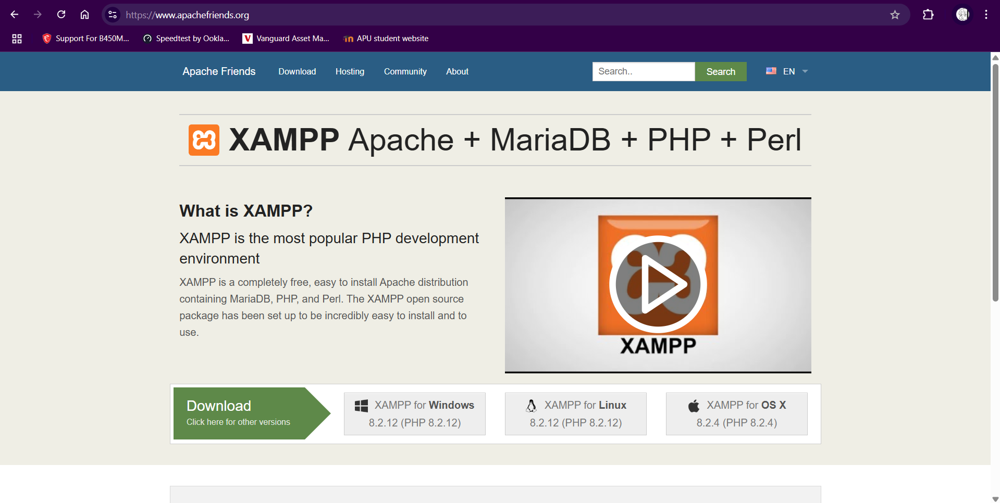 https://www.apachefriends.org
Support For B450M...
Speedtest by Ookla...
Vanguard Asset Ma...
APU student website
Apache Friends
Download
Hosting
Community
About
Search..
Search
EN
XAMPP Apache + MariaDB + PHP + Perl
What is XAMPP?
XAMPP is the most popular PHP development
environment
XAMPP is a completely free, easy to install Apache distribution
containing MariaDB, PHP, and Perl. The XAMPP open source
package has been set up to be incredibly easy to install and to
use.
XAMPP
Download
Click here for other versions
XAMPP for Windows
8.2.12 (PHP 8.2.12)
XAMPP for Linux
8.2.12 (PHP 8.2.12)
XAMPP for OS X
8.2.4 (PHP 8.2.4)